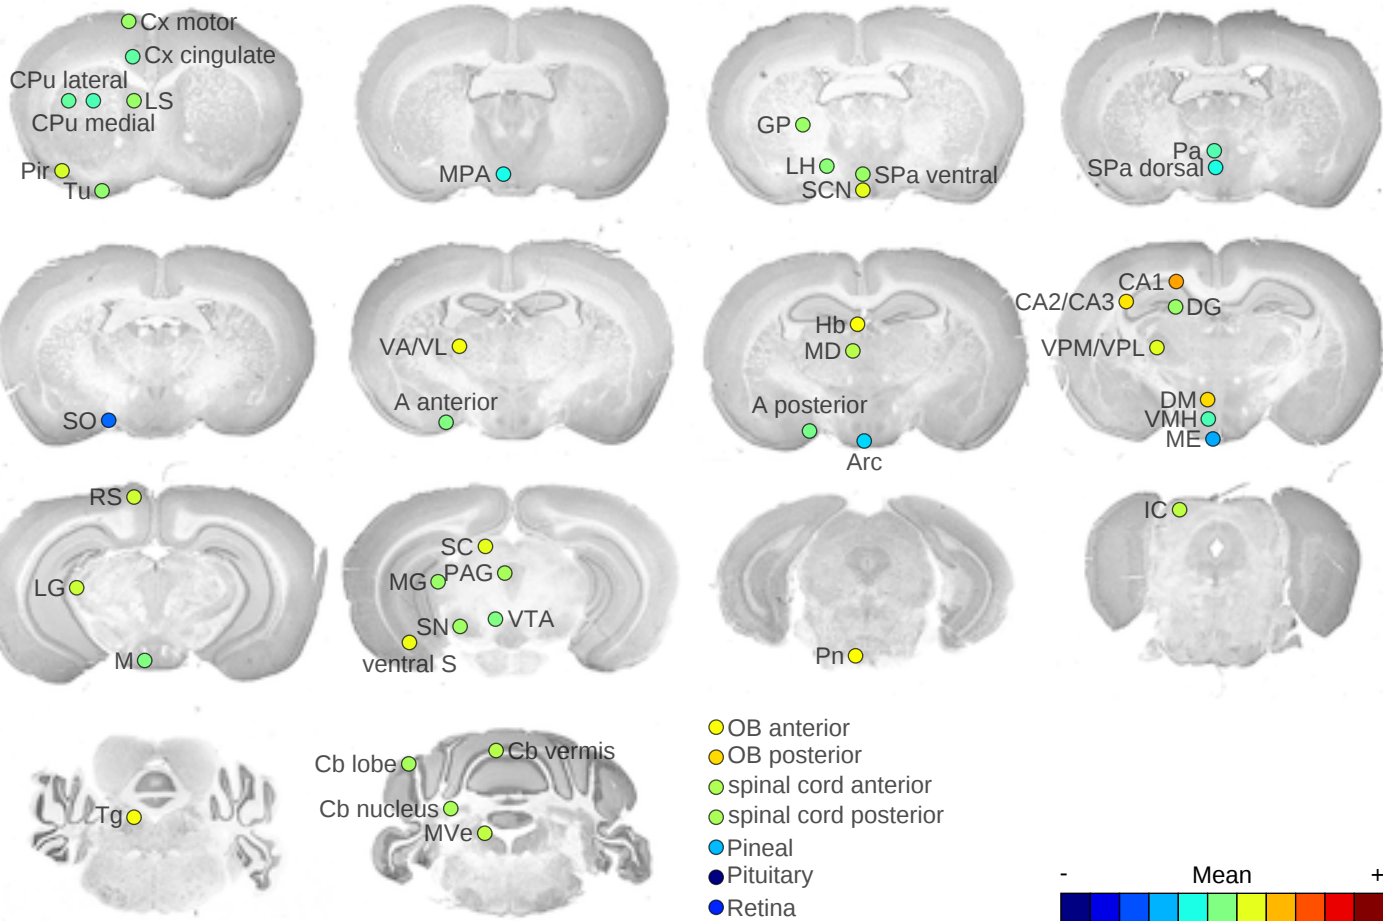 Cx motor
Cx cingulate
CPu lateral
LS
CPu medial
Pir
Tu
MPA
GP
LH
SPa ventral
SCN
Pa
SPa dorsal
SO
VA/VL
A anterior
Hb
MD
A posterior
Arc
CA1
CA2/CA3
DG
VPM/VPL
DM
VMH
ME
RS
LG
M
SC
PAG
MG
VTA
SN
ventral S
Pn
IC
Tg
Cb vermis
Cb lobe
Cb nucleus
MVe
OB anterior
OB posterior
spinal cord anterior
spinal cord posterior
Pineal
Pituitary
Retina
- Mean +